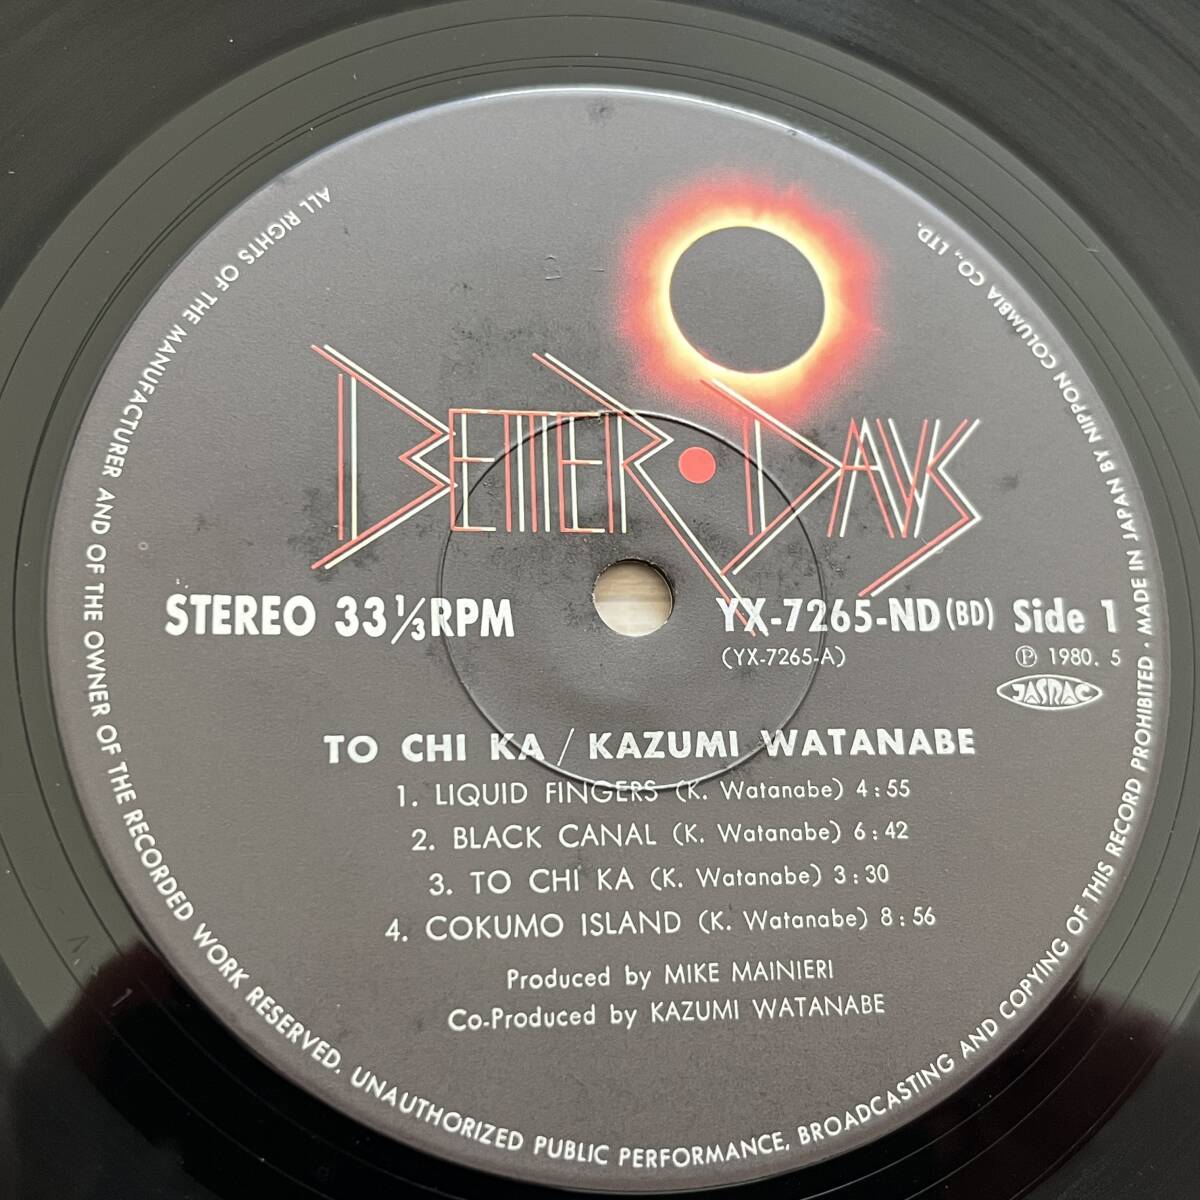 BETTER・DAYS
STEREO 33 1/3 RPM
YX-7265-ND (BD) Side 1
(YX-7265-A)
Ⓟ 1980. 5
JASRAC
TO CHI KA / KAZUMI WATANABE
1. LIQUID FINGERS (K. Watanabe) 4:55
2. BLACK CANAL (K. Watanabe) 6:42
3. TO CHI KA (K. Watanabe) 3:30
4. COKUMO ISLAND (K. Watanabe) 8:56
Produced by MIKE MAINIERI
Co-Produced by KAZUMI WATANABE
ALL RIGHTS OF THE MANUFACTURER AND OF THE OWNER OF THE RECORDED WORK RESERVED. UNAUTHORIZED PUBLIC PERFORMANCE, BROADCASTING AND COPYING OF THIS RECORD PROHIBITED・MADE IN JAPAN BY NIPPON COLUMBIA CO., LTD.